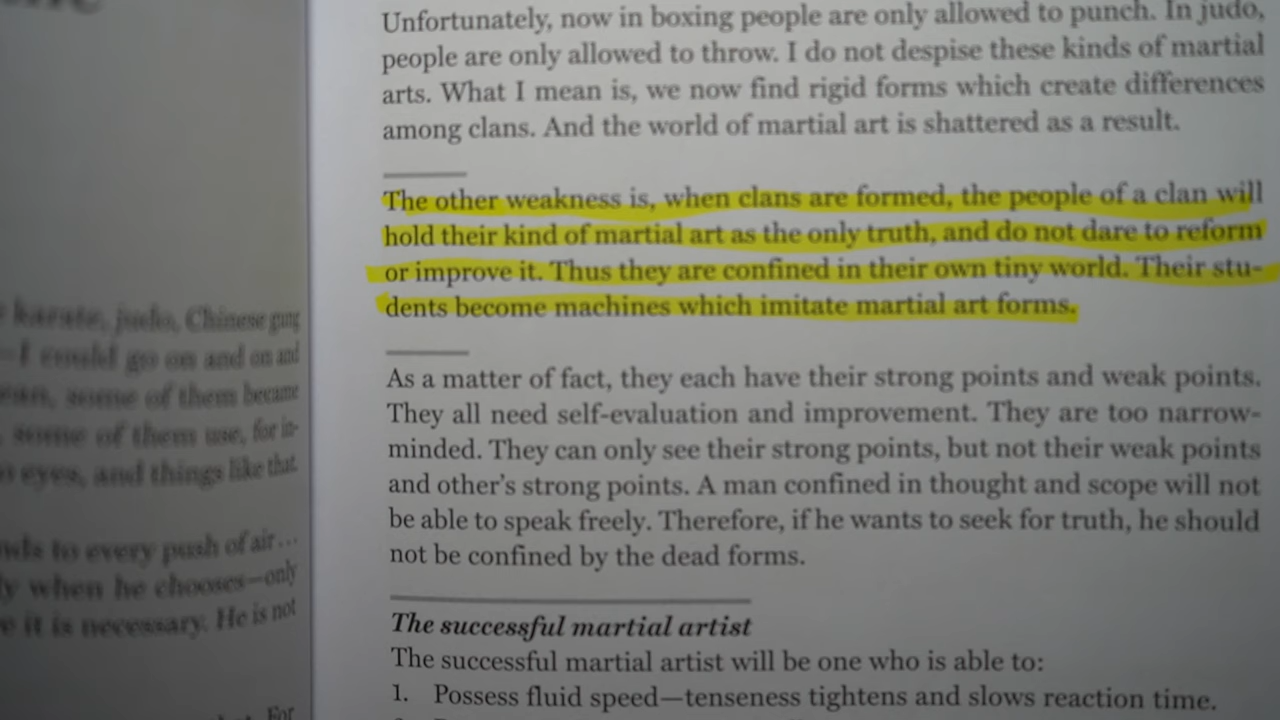 karate, judo, Chinese gung
—I could go on and on and
some of them became
some of them use, for in-
eyes, and things like that.
to every push of air...
when he chooses—only
it is necessary. He is not
For
Unfortunately, now in boxing people are only allowed to punch. In judo,
people are only allowed to throw. I do not despise these kinds of martial
arts. What I mean is, we now find rigid forms which create differences
among clans. And the world of martial art is shattered as a result.
The other weakness is, when clans are formed, the people of a clan will
hold their kind of martial art as the only truth, and do not dare to reform
or improve it. Thus they are confined in their own tiny world. Their stu-
dents become machines which imitate martial art forms.
As a matter of fact, they each have their strong points and weak points.
They all need self-evaluation and improvement. They are too narrow-
minded. They can only see their strong points, but not their weak points
and other's strong points. A man confined in thought and scope will not
be able to speak freely. Therefore, if he wants to seek for truth, he should
not be confined by the dead forms.
The successful martial artist
The successful martial artist will be one who is able to:
1. Possess fluid speed—tenseness tightens and slows reaction time.